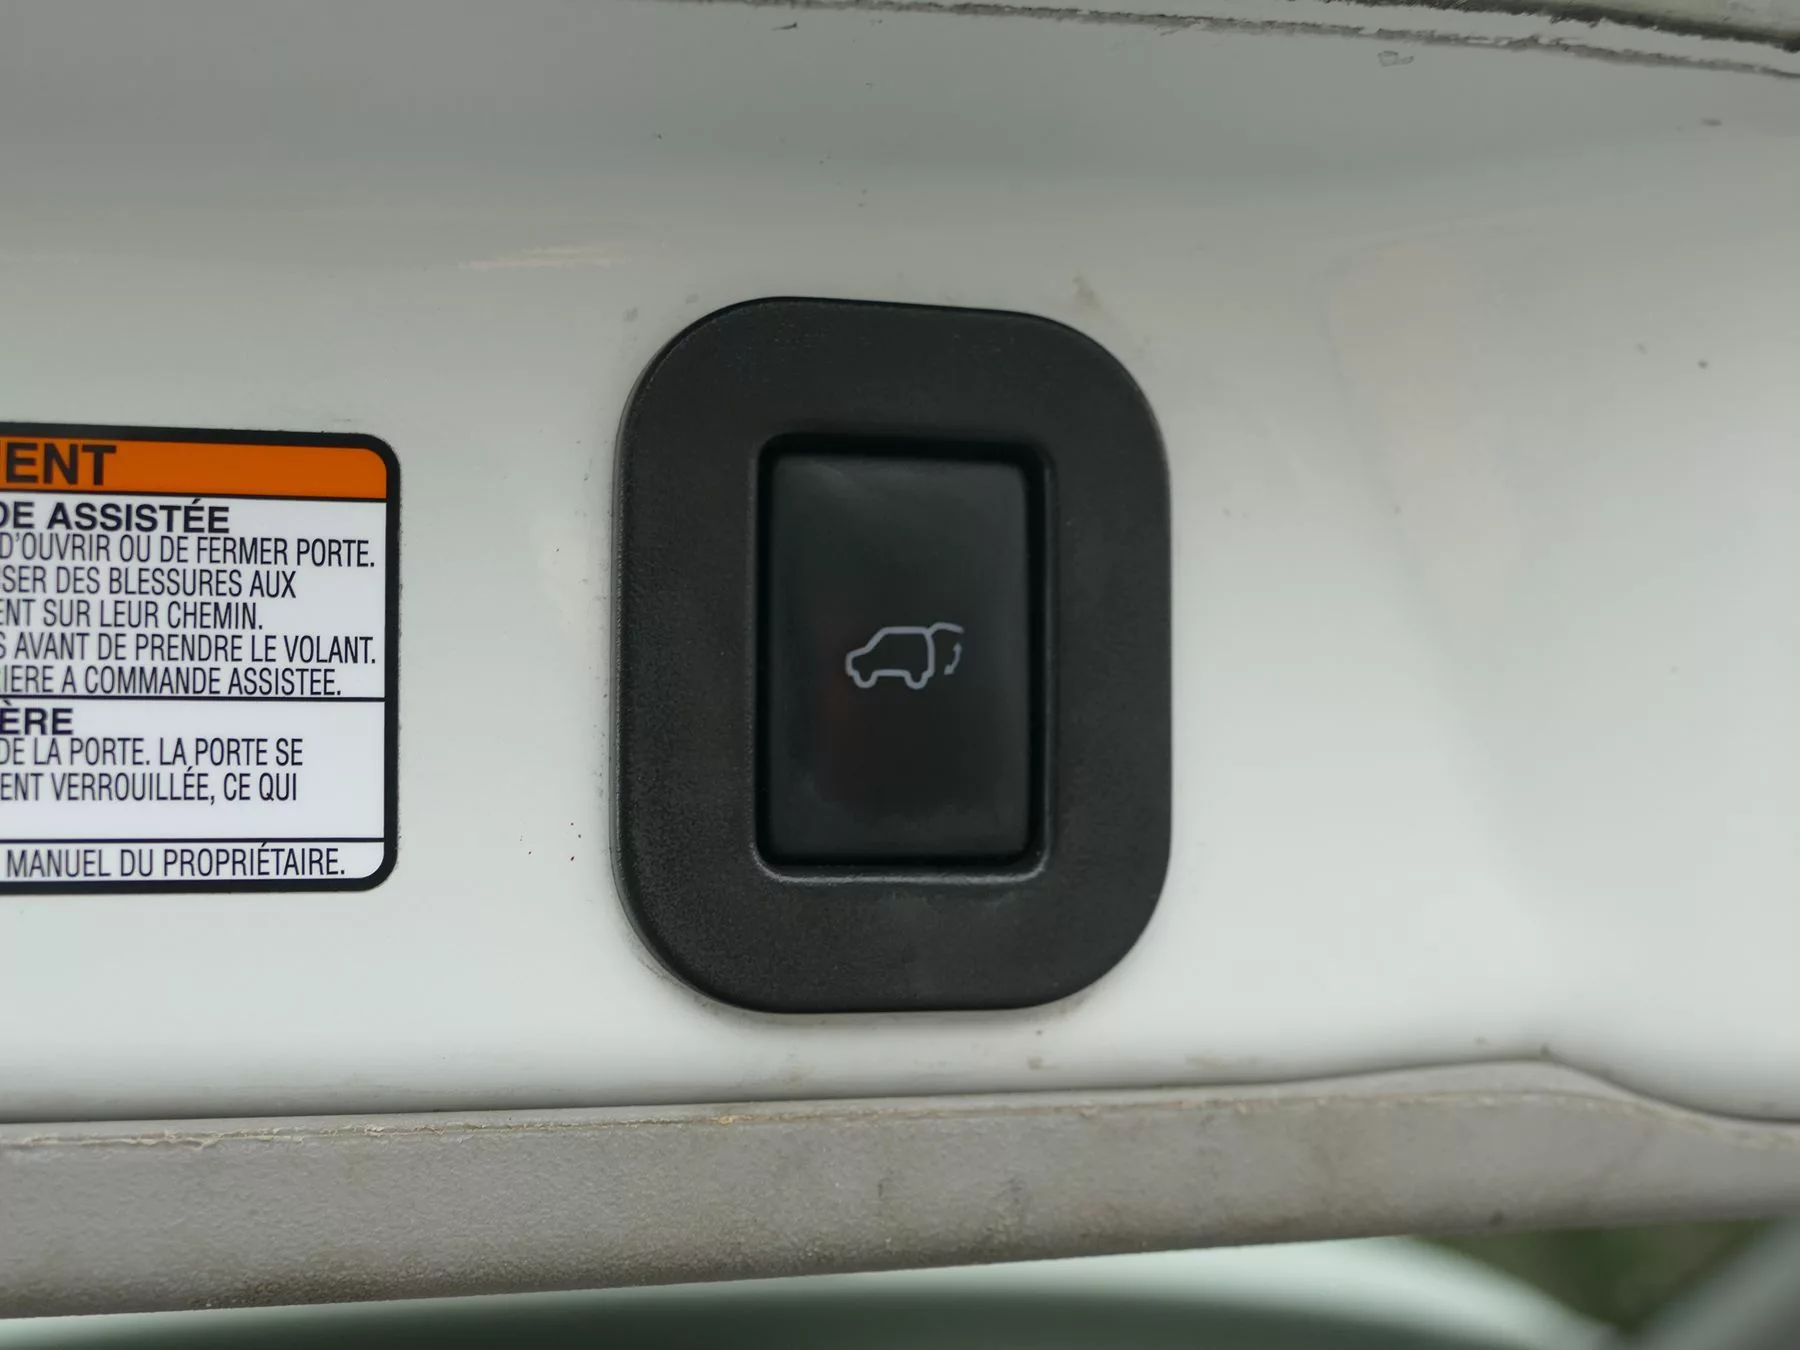 ENT
DE ASSISTÉE
D'OUVRIR OU DE FERMER PORTE.
SER DES BLESSURES AUX
ENT SUR LEUR CHEMIN.
S AVANT DE PRENDRE LE VOLANT.
IERE A COMMANDE ASSISTEE.
ÈRE
DE LA PORTE. LA PORTE SE
ENT VERROUILLÉE, CE QUI
MANUEL DU PROPRIÉTAIRE.